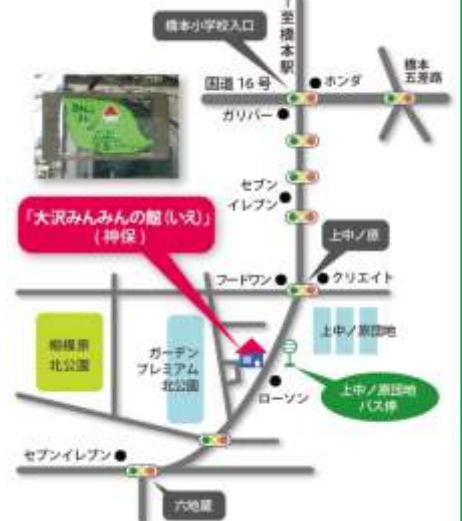 至橋本駅
橋本小学校入口
橋本
五差路
国道16号
ホンダ
ガリバー
セブン
イレブン
「大沢みんみんの館(いえ)」
(神保)
上中ノ原
フードワン
クリエイト
上中ノ原団地
相模原
北公園
ガーデン
プレミアム
北公園
ローソン
上中ノ原団地
バス停
セブンイレブン
六地蔵